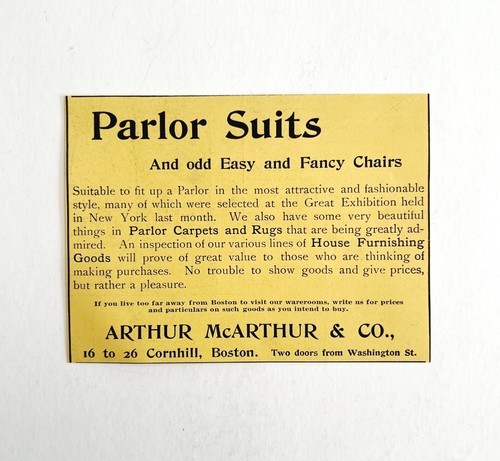 Parlor Suits
And odd Easy and Fancy Chairs
Suitable to fit up a Parlor in the most attractive and fashionable
style, many of which were selected at the Great Exhibition held
in New York last month. We also have some very beautiful
things in Parlor Carpets and Rugs that are being greatly ad-
mired. An inspection of our various lines of House Furnishing
Goods will prove of great value to those who are thinking of
making purchases. No trouble to show goods and give prices,
but rather a pleasure.
If you live too far away from Boston to visit our warerooms, write us for prices
and particulars on such goods as you intend to buy.
ARTHUR McARTHUR & CO.,
16 to 26 Cornhill, Boston. Two doors from Washington St.